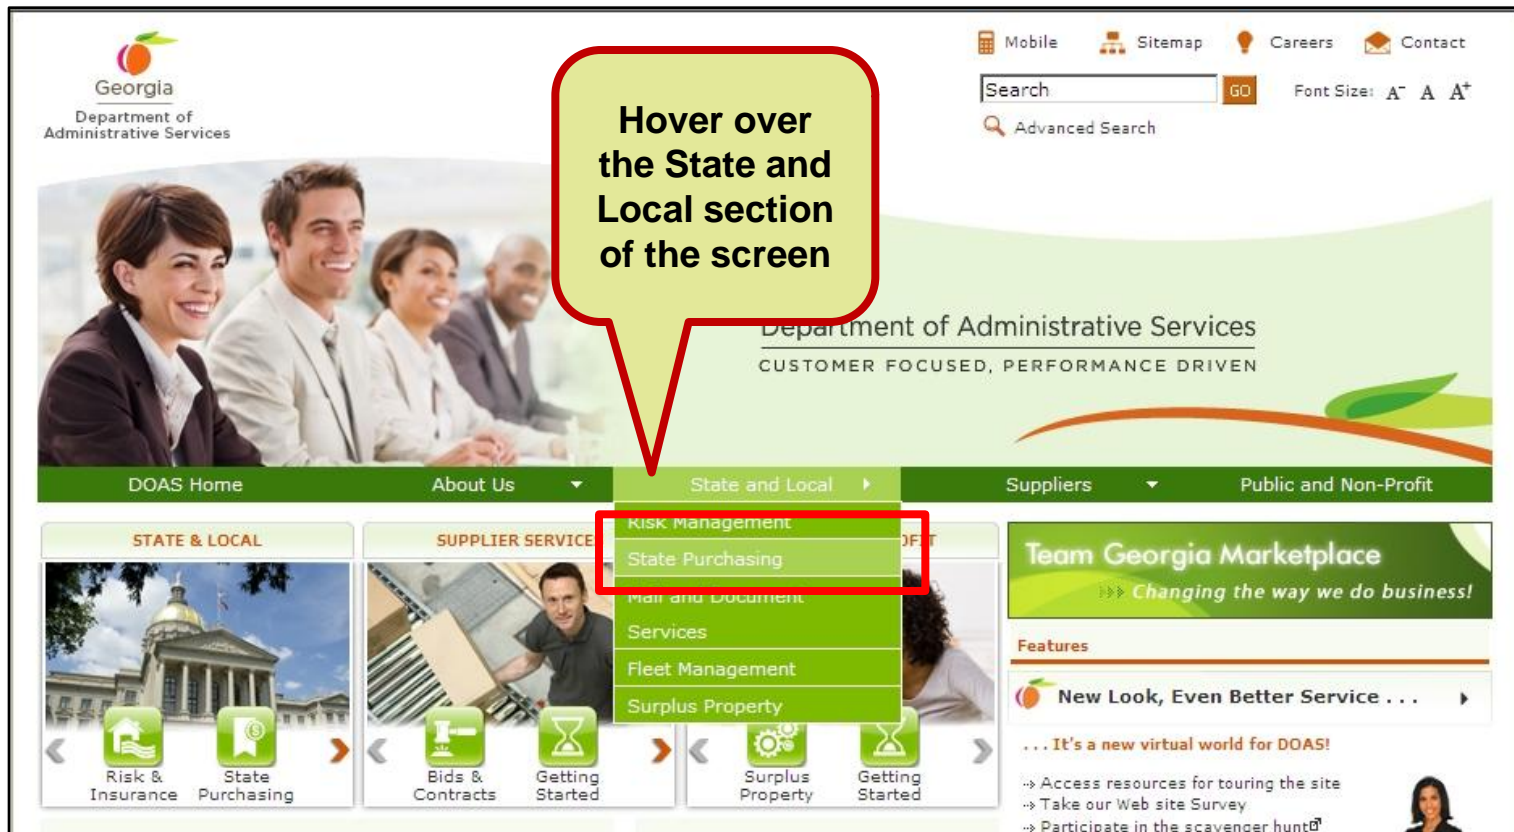 Mobile
Sitemap
Careers
Contact
Search
GO
Font Size: A- A A+
Advanced Search
Georgia
Department of
Administrative Services
Hover over
the State and
Local section
of the screen
Department of Administrative Services
CUSTOMER FOCUSED, PERFORMANCE DRIVEN
DOAS Home
About Us
State and Local
Suppliers
Public and Non-Profit
Risk Management
State Purchasing
Mail and Document
Services
Fleet Management
Surplus Property
STATE & LOCAL
Risk &
Insurance
State
Purchasing
SUPPLIER SERVICE
Bids &
Contracts
Getting
Started
Surplus
Property
Getting
Started
Team Georgia Marketplace
Changing the way we do business!
Features
New Look, Even Better Service . . .
. . . It's a new virtual world for DOAS!
Access resources for touring the site
Take our Web site Survey
Participate in the scavenger hunt